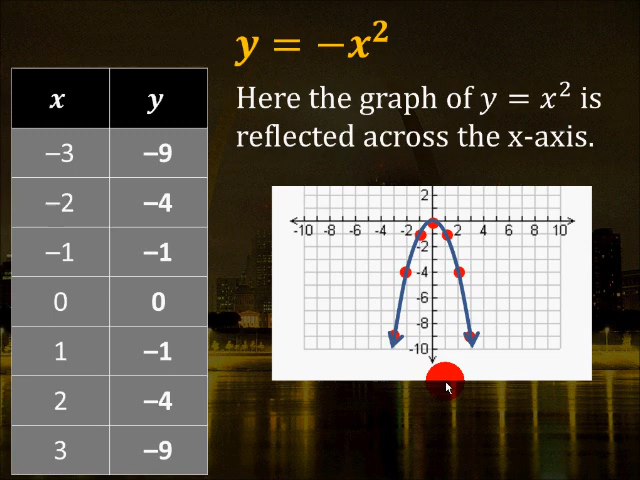 y = −x²
Here the graph of y = x² is
reflected across the x-axis.
x y
−3 −9
−2 −4
−1 −1
0 0
1 −1
2 −4
3 −9
2
-10 -8 -6 -4 -2 2 4 6 8 10
-2
-4
-6
-8
-10